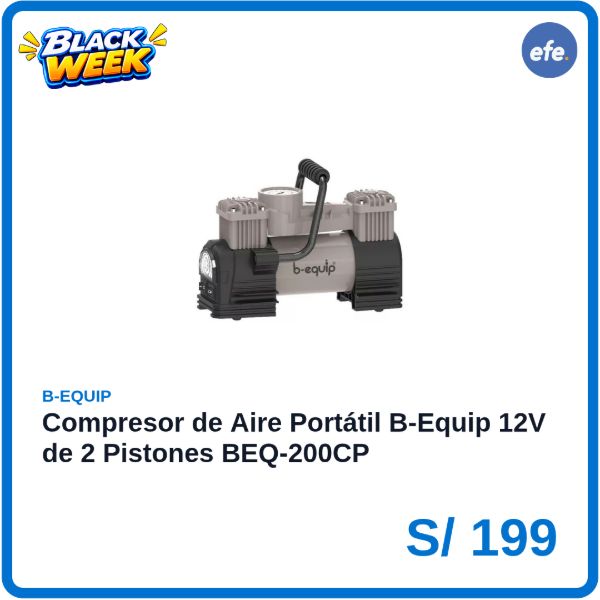 BLACK
WEEK
efe.
b-equip
B-EQUIP
Compresor de Aire Portátil B-Equip 12V
de 2 Pistones BEQ-200CP
S/ 199